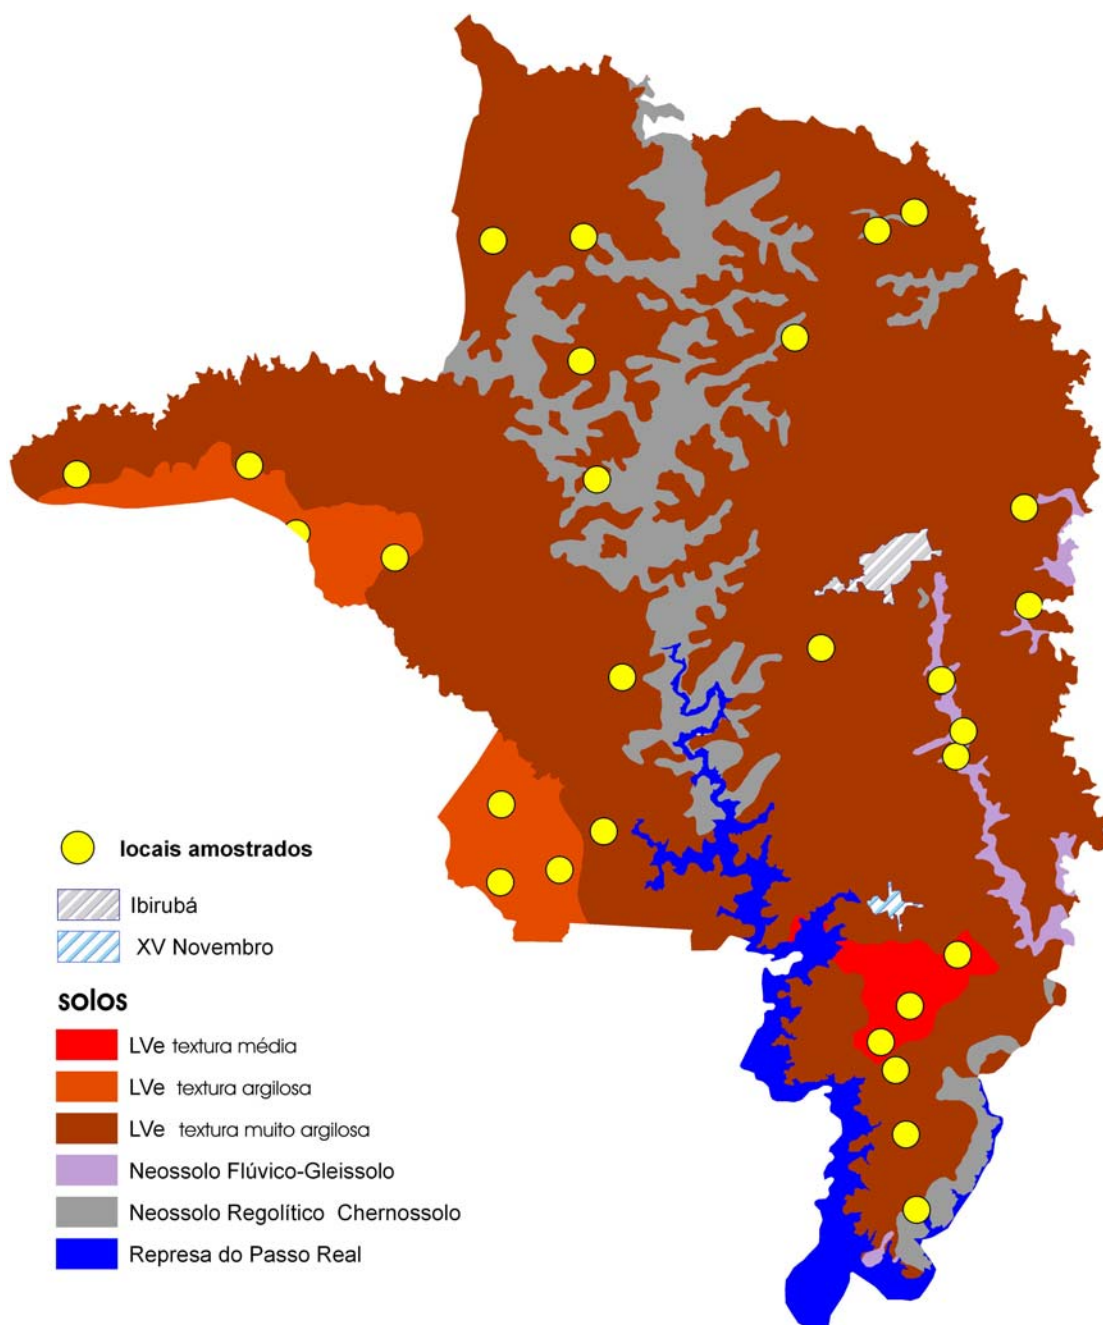 locais amostrados
Ibirubá
XV Novembro
solos
LVe textura média
LVe textura argilosa
LVe textura muito argilosa
Neossolo Flúvico-Gleissolo
Neossolo Regolítico Chernossolo
Represa do Passo Real